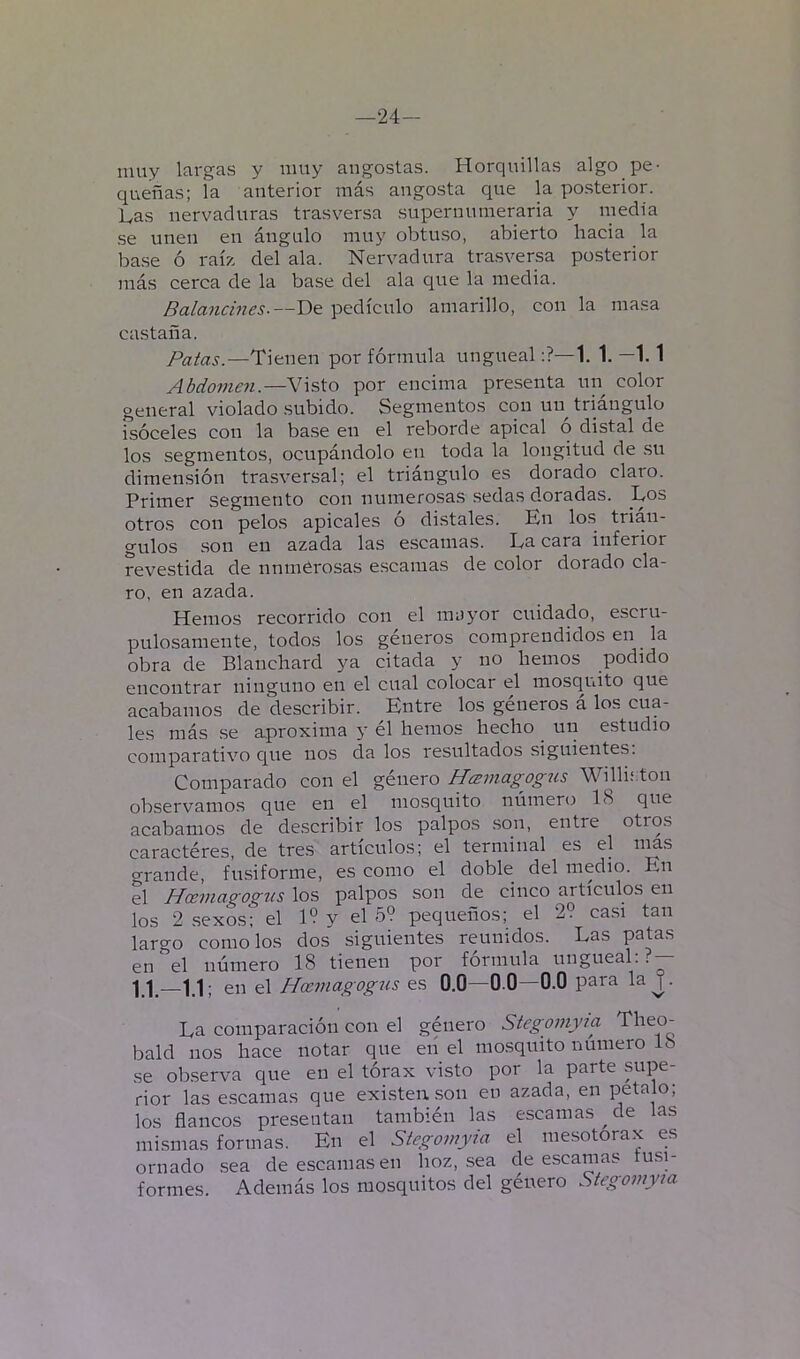 —24—
muy largas y muy angostas. Horquillas algo pe-
queñas; la anterior más angosta que la posterior.
Las nervaduras trasversa supernumeraria y media
se unen en ángulo muy obtuso, abierto hacia la
base ó raíz del ala. Nervadura trasversa posterior
más cerca de la base del ala que la media.
Balancines.—De pedículo amarillo, con la masa
castaña.
Patas.—Tienen por fórmula ungueal:?—1. 1. —1. 1
Abdomen.—Visto por encima presenta un color
general violado subido. Segmentos con un triángulo
isóceles con la base en el reborde apical ó distal de
los segmentos, ocupándolo en toda la longitud de su
dimensión trasversal; el triángulo es dorado claro.
Primer segmento con numerosas sedas doradas. Los
otros con pelos apicales ó distales. En los trián-
gulos son en azada las escamas. La cara inferior
revestida de nnmerosas escamas de color dorado cla-
ro, en azada.
Hemos recorrido con el mayor cuidado, escru-
pulosamente, todos los géneros comprendidos en la
obra de Blanchard ya citada y no hemos podido
encontrar ninguno en el cual colocar el mosquito que
acabamos de describir. Entre los géneros á los cua-
les más se aproxima y él hemos hecho un estudio
comparativo que nos da los resultados siguientes:
Comparado con el género Hæmagogus Williston
observamos que en el mosquito número 18 que
acabamos de describir los palpos son, entre otros
caractéres, de tres artículos; el terminal es el más
grande, fusiforme, es como el doble del medio. En
el Hœmagogus los palpos son de cinco artículos en
los 2 sexos; el 1º y el 5º pequeños; el 2º casi tan
largo como los dos siguientes reunidos. Las patas
en el número 18 tienen por fórmula ungueal: ?—
1.1.—1.1; en el Hœmagogus es 0.0—0.0—0.0 para la
La comparación con el género Stegomyia Theo-
bald nos hace notar que en el mosquito número 18
se observa que en el tórax visto por la parte supe-
rior las escamas que existen son en azada, en pétalo;
los flancos presentan también las escamas de las
mismas formas. En el Stegomyia el mesotórax es
ornado sea de escamas en hoz, sea de escamas fusi-
formes. Además los mosquitos del género Stegomyia